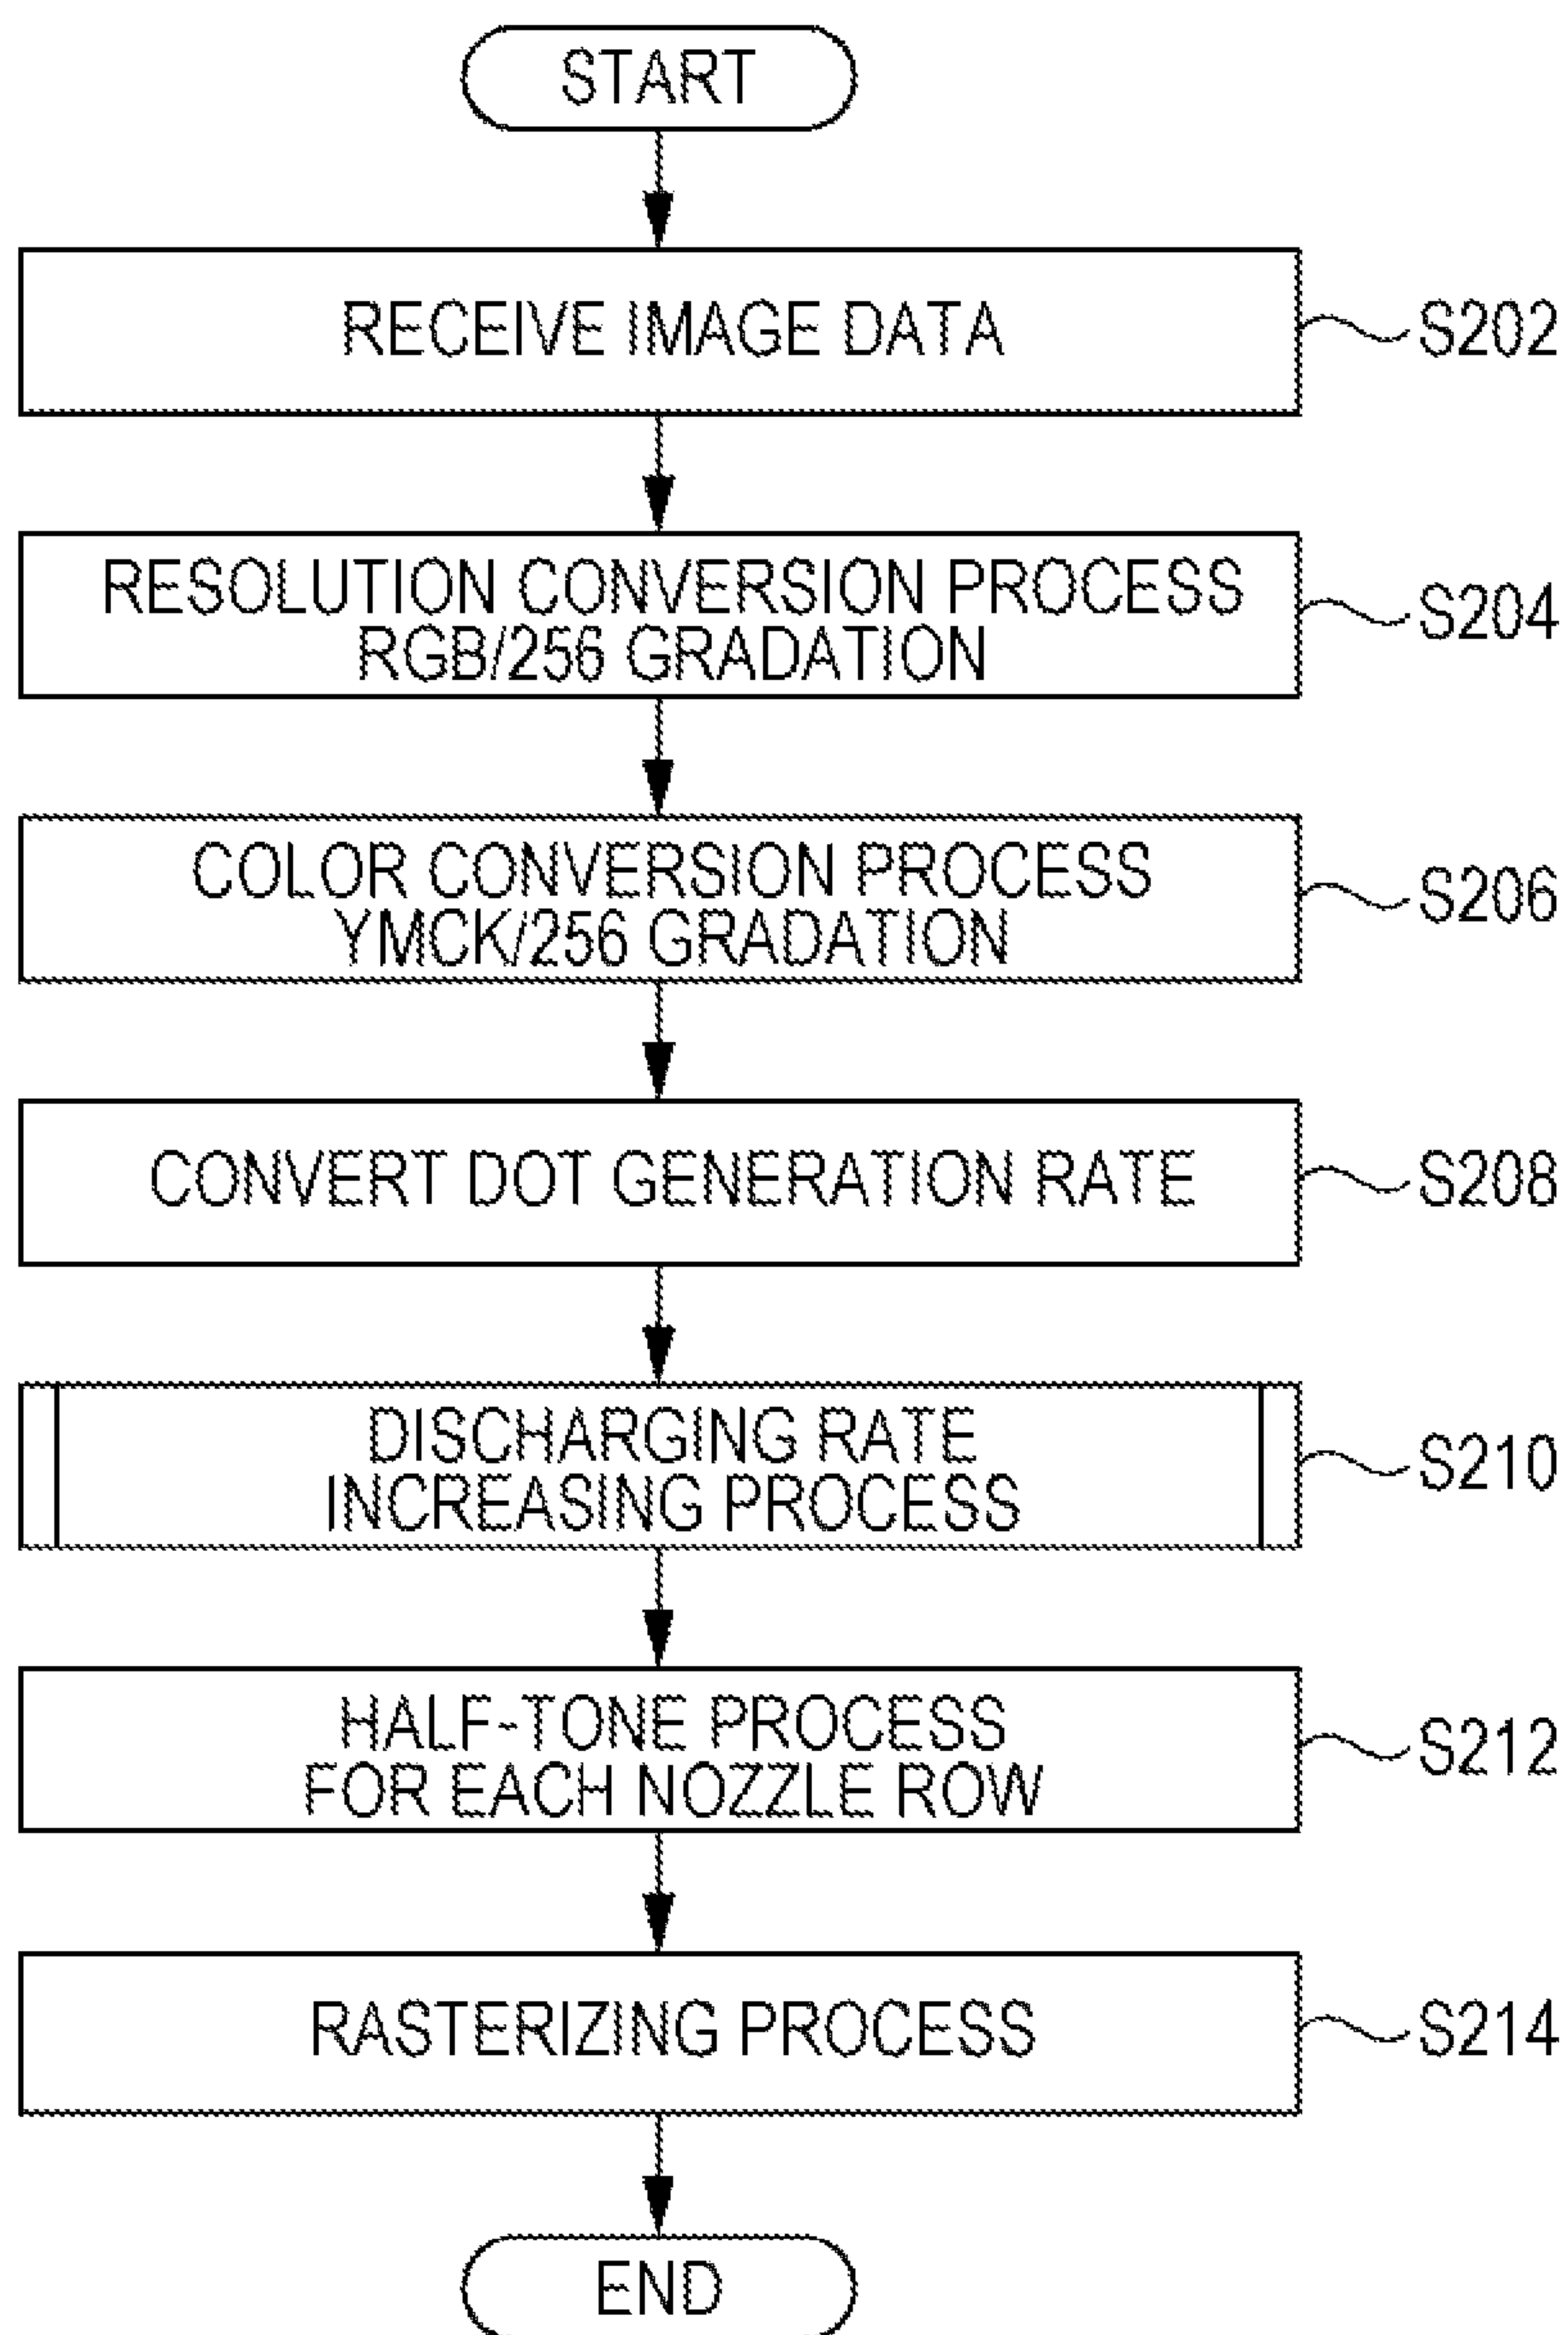 START
RECEIVE IMAGE DATA
S202
RESOLUTION CONVERSION PROCESS
RGB/256 GRADATION
S204
COLOR CONVERSION PROCESS
YMCK/256 GRADATION
S206
CONVERT DOT GENERATION RATE
S208
DISCHARGING RATE
INCREASING PROCESS
S210
HALF-TONE PROCESS
FOR EACH NOZZLE ROW
S212
RASTERIZING PROCESS
S214
END